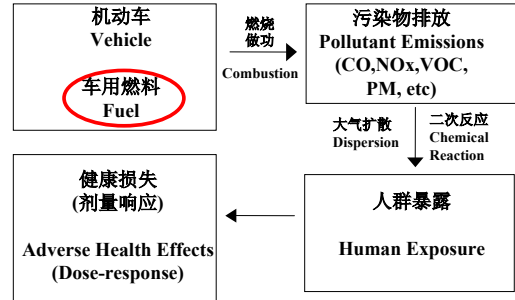 机动车
Vehicle
车用燃料
Fuel
燃烧
做功
Combustion
污染物排放
Pollutant Emissions
(CO,NOx,VOC,
PM, etc)
大气扩散
Dispersion
二次反应
Chemical
Reaction
健康损失
(剂量响应)
Adverse Health Effects
(Dose-response)
人群暴露
Human Exposure